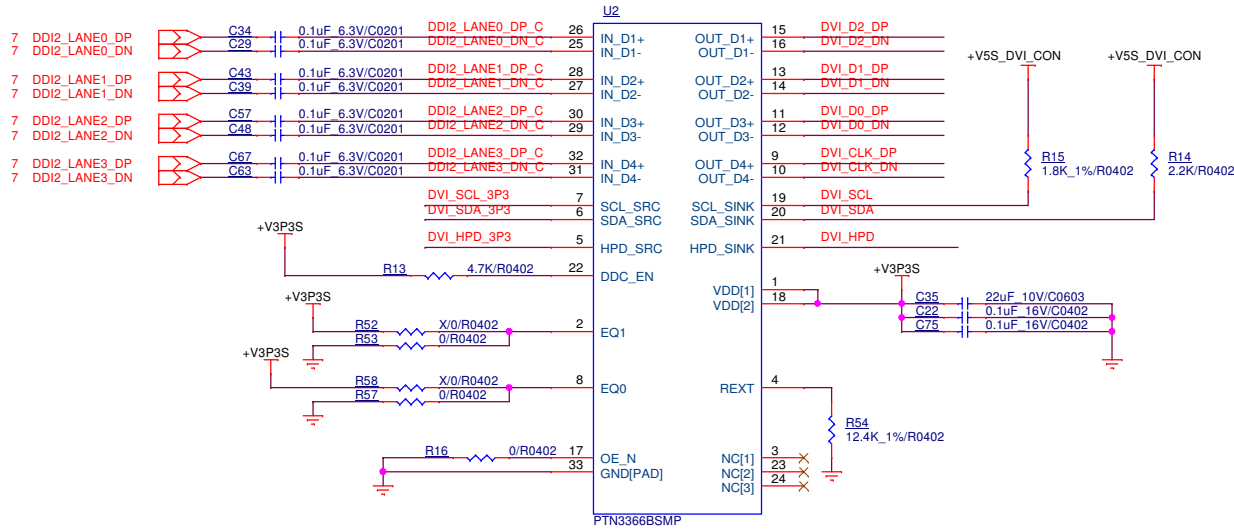 U2
7 DDI2_LANE0_DP C34 0.1uF_6.3V/C0201 DDI2_LANE0_DP_C 26 IN_D1+ OUT_D1+ 15 DVI_D2_DP
7 DDI2_LANE0_DN C29 0.1uF_6.3V/C0201 DDI2_LANE0_DN_C 25 IN_D1- OUT_D1- 16 DVI_D2_DN
+V5S_DVI_CON +V5S_DVI_CON
7 DDI2_LANE1_DP C43 0.1uF_6.3V/C0201 DDI2_LANE1_DP_C 28 IN_D2+ OUT_D2+ 13 DVI_D1_DP
7 DDI2_LANE1_DN C39 0.1uF_6.3V/C0201 DDI2_LANE1_DN_C 27 IN_D2- OUT_D2- 14 DVI_D1_DN
7 DDI2_LANE2_DP C57 0.1uF_6.3V/C0201 DDI2_LANE2_DP_C 30 IN_D3+ OUT_D3+ 11 DVI_D0_DP
7 DDI2_LANE2_DN C48 0.1uF_6.3V/C0201 DDI2_LANE2_DN_C 29 IN_D3- OUT_D3- 12 DVI_D0_DN
7 DDI2_LANE3_DP C67 0.1uF_6.3V/C0201 DDI2_LANE3_DP_C 32 IN_D4+ OUT_D4+ 9 DVI_CLK_DP R15 R14
7 DDI2_LANE3_DN C63 0.1uF_6.3V/C0201 DDI2_LANE3_DN_C 31 IN_D4- OUT_D4- 10 DVI_CLK_DN 1.8K_1%/R0402 2.2K/R0402
DVI_SCL_3P3 7 SCL_SRC SCL_SINK 19 DVI_SCL
DVI_SDA_3P3 6 SDA_SRC SDA_SINK 20 DVI_SDA
+V3P3S
DVI_HPD_3P3 5 HPD_SRC HPD_SINK 21 DVI_HPD
R13 4.7K/R0402 22 DDC_EN +V3P3S
VDD[1] 1
+V3P3S VDD[2] 18 C35 22uF_10V/C0603
C22 0.1uF_16V/C0402
R52 X/0/R0402 2 EQ1 C75 0.1uF_16V/C0402
R53 0/R0402
+V3P3S
R58 X/0/R0402 8 EQ0 REXT 4
R57 0/R0402
R54
12.4K_1%/R0402
R16 0/R0402 17 OE_N NC[1] 3
33 GND[PAD] NC[2] 23
NC[3] 24
PTN3366BSMP